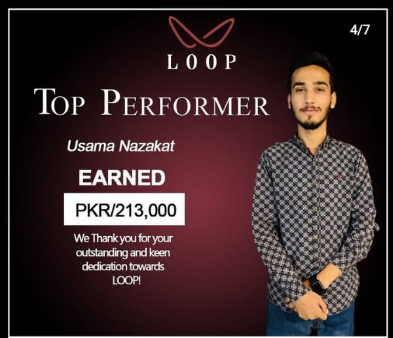 4/7
LOOP
TOP PERFORMER
Usama Nazakat
EARNED
PKR/213,000
We Thank you for your
outstanding and keen
dedication towards
LOOP!